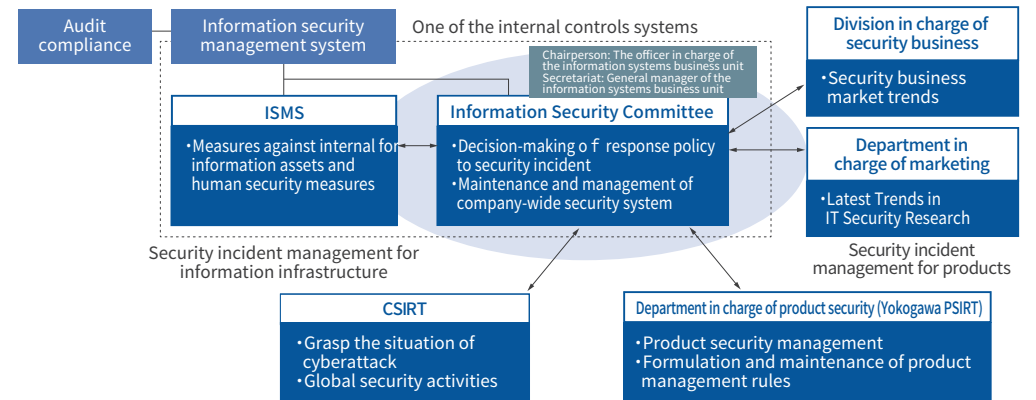 Audit
compliance
Information security
management system
One of the internal controls systems
Chairperson: The officer in charge of
the information systems business unit
Secretariat: General manager of the
information systems business unit
Division in charge of
security business
・Security business
market trends
ISMS
・Measures against internal for
information assets and
human security measures
Information Security Committee
・Decision-making of response policy
to security incident
・Maintenance and management of
company-wide security system
Department in
charge of marketing
・Latest Trends in
IT Security Research
Security incident management for
information infrastructure
Security incident
management for products
CSIRT
・Grasp the situation of
cyberattack
・Global security activities
Department in charge of product security (Yokogawa PSIRT)
・Product security management
・Formulation and maintenance of product
management rules